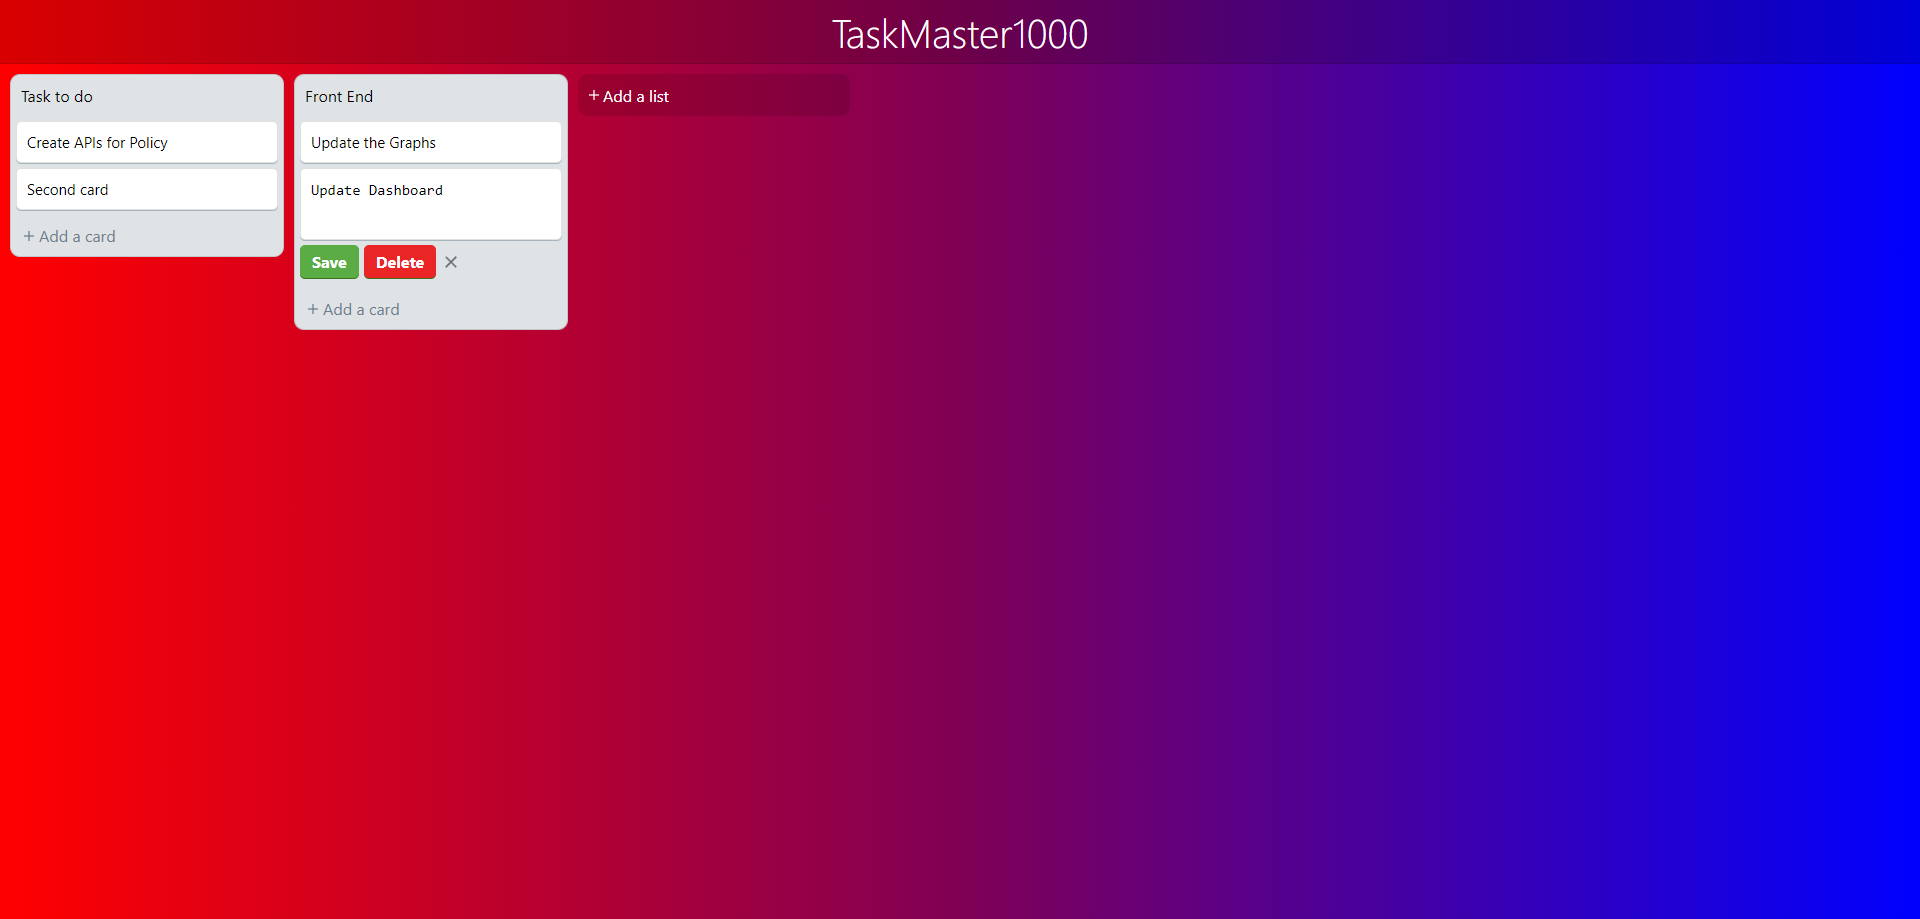 TaskMaster1000
Task to do
Create APIs for Policy
Second card
+ Add a card
Front End
Update the Graphs
Update Dashboard
Save Delete ×
+ Add a card
+ Add a list